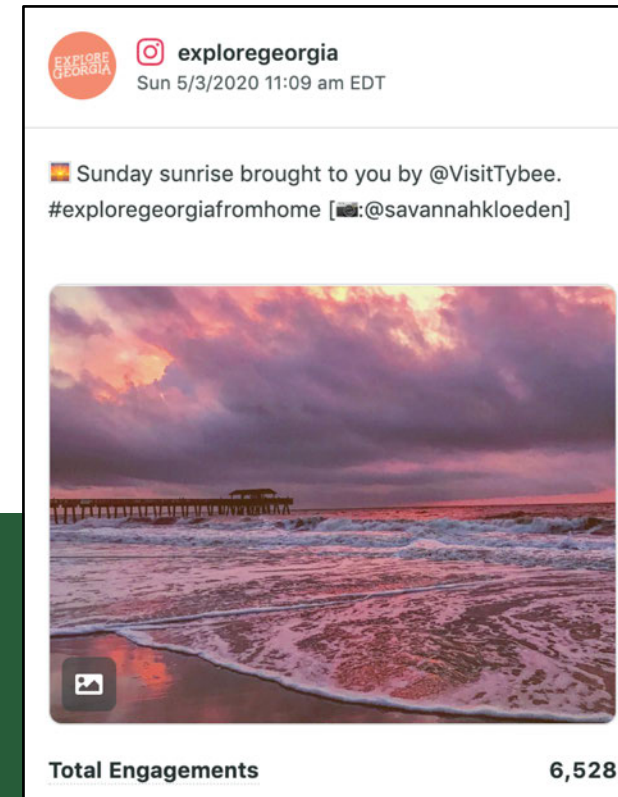 EXPLORE
GEORGIA
exploregeorgia
Sun 5/3/2020 11:09 am EDT
🌅 Sunday sunrise brought to you by @VisitTybee.
#exploregeorgiafromhome [📷:@savannahkloeden]
Total Engagements 6,528